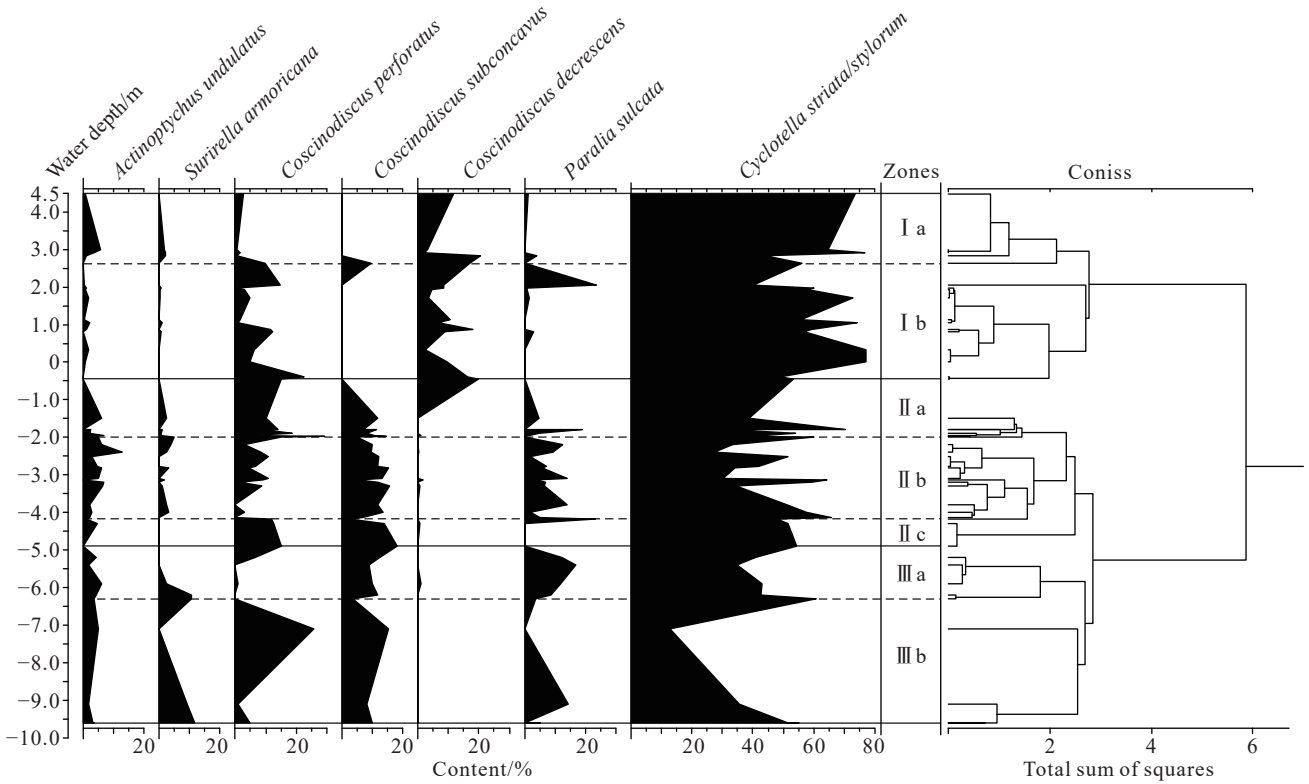 Water depth/m
Actinoptychus undulatus
Surirella armoricana
Coscinodiscus perforatus
Coscinodiscus subconcavus
Coscinodiscus decrescens
Paralia sulcata
Cyclotella striata/stylorum
Zones
Coniss
2 4 6
4.5
4.0
3.0
2.0
1.0
0
−1.0
−2.0
−3.0
−4.0
−5.0
−6.0
−7.0
−8.0
−9.0
−10.0
Ⅰa
Ⅰb
Ⅱa
Ⅱb
Ⅱc
Ⅲa
Ⅲb
20 20 20 20 20 20 20 40 60 80 2 4 6
Content/% Total sum of squares